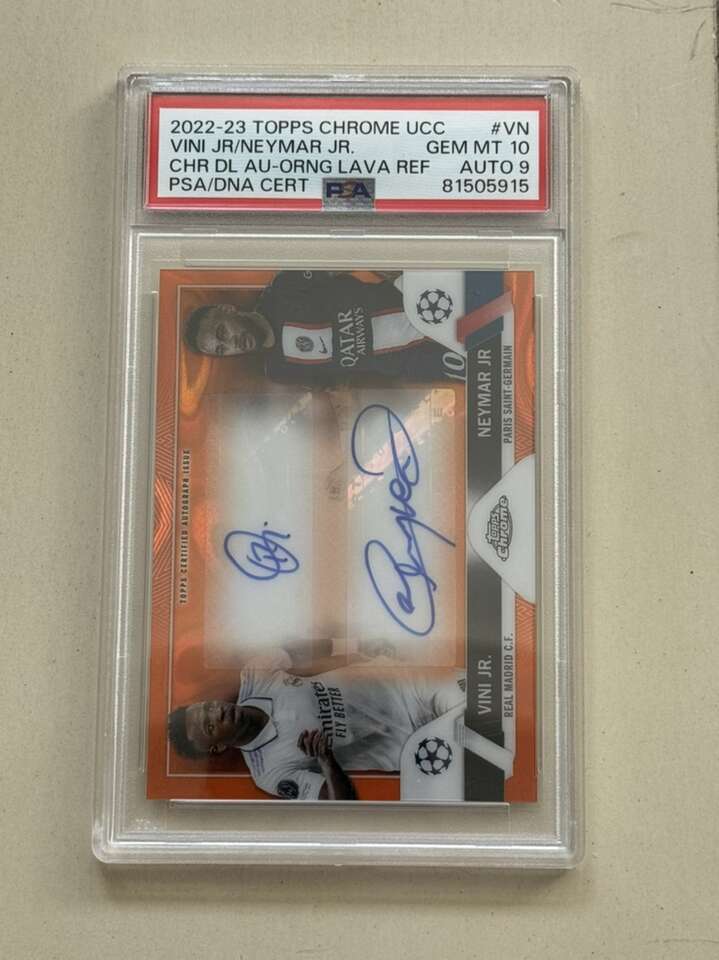 2022-23 TOPPS CHROME UCC #VN
VINI JR/NEYMAR JR. GEM MT 10
CHR DL AU-ORNG LAVA REF AUTO 9
PSA/DNA CERT PSA 81505915
TOPPS CERTIFIED AUTOGRAPH ISSUE
QATAR
AIRWAYS
10
Emirates
FLY BETTER
VINI JR.
REAL MADRID C.F.
Topps
Chrome
NEYMAR JR
PARIS SAINT-GERMAIN